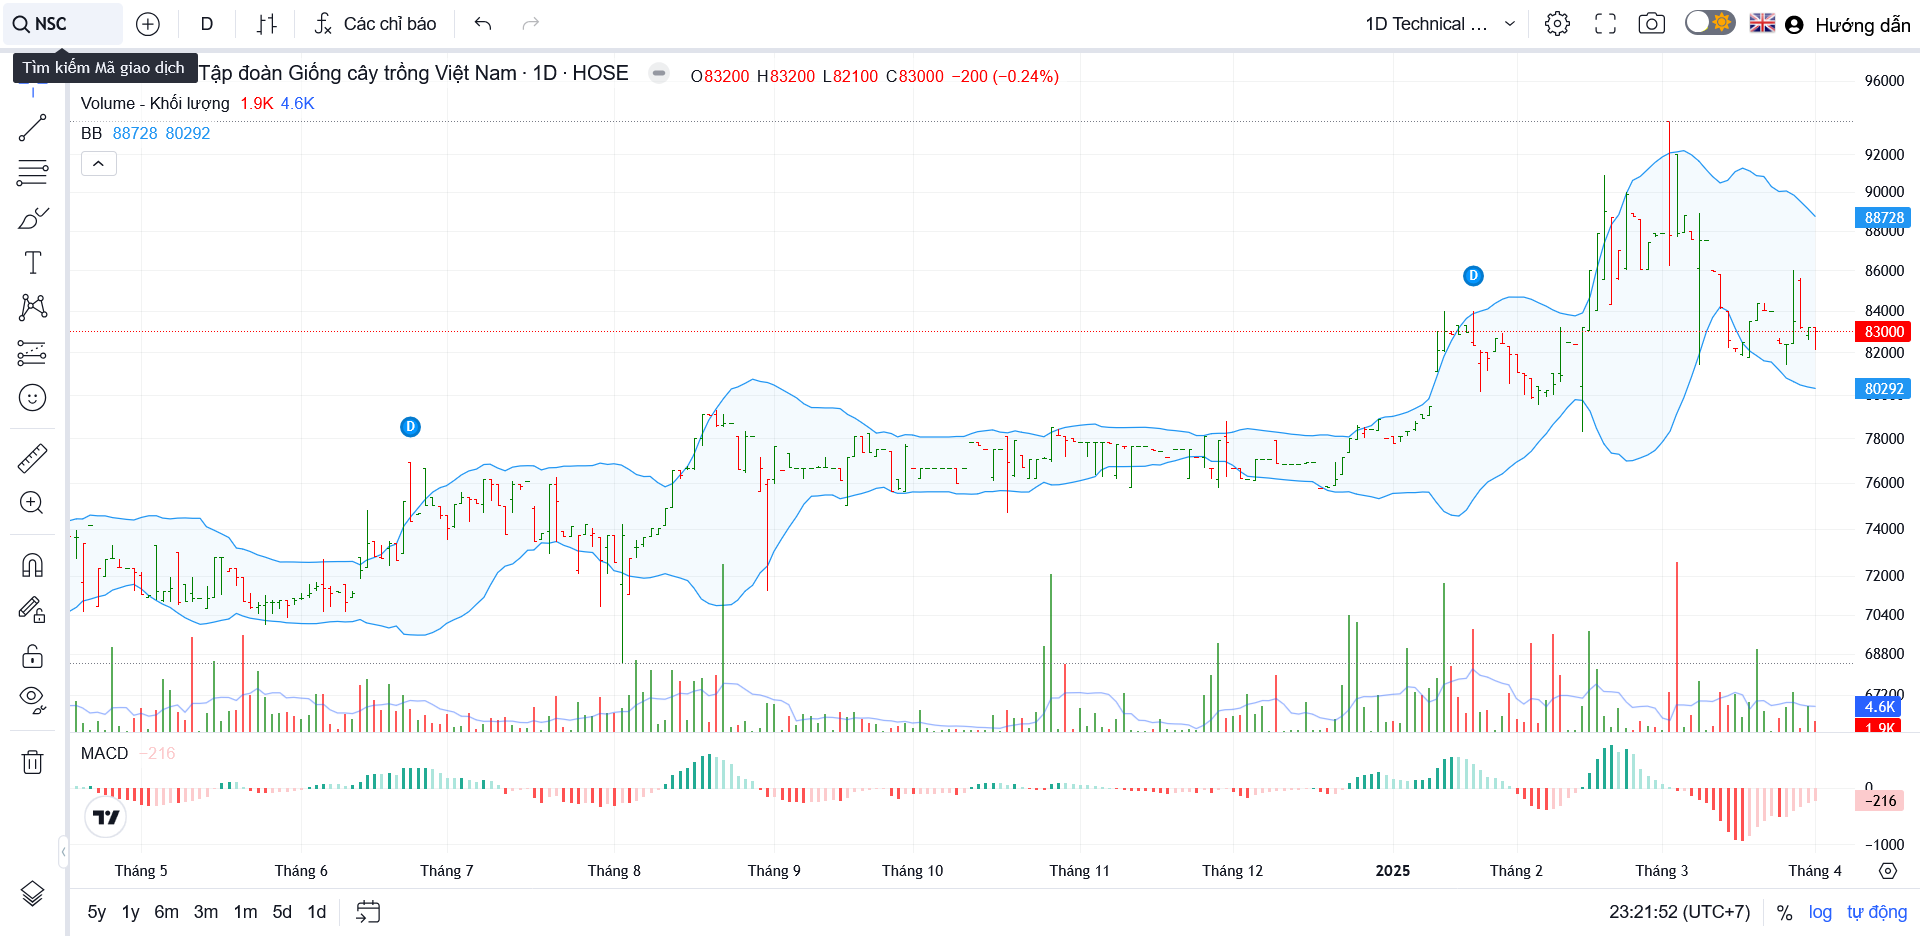 NSC
D
Các chỉ báo
1D Technical ...
Hướng dẫn
Tìm kiếm Mã giao dịch
Tập đoàn Giống cây trồng Việt Nam · 1D · HOSE
O83200 H83200 L82100 C83000 −200 (−0.24%)
Volume - Khối lượng 1.9K 4.6K
BB 88728 80292
96000
92000
90000
88728
88000
86000
84000
83000
82000
80292
78000
76000
74000
72000
70400
68800
67200
4.6K
1.9K
D
D
MACD −216
0
−216
−1000
Tháng 5 Tháng 6 Tháng 7 Tháng 8 Tháng 9 Tháng 10 Tháng 11 Tháng 12 2025 Tháng 2 Tháng 3 Tháng 4
5y 1y 6m 3m 1m 5d 1d
23:21:52 (UTC+7) % log tự động